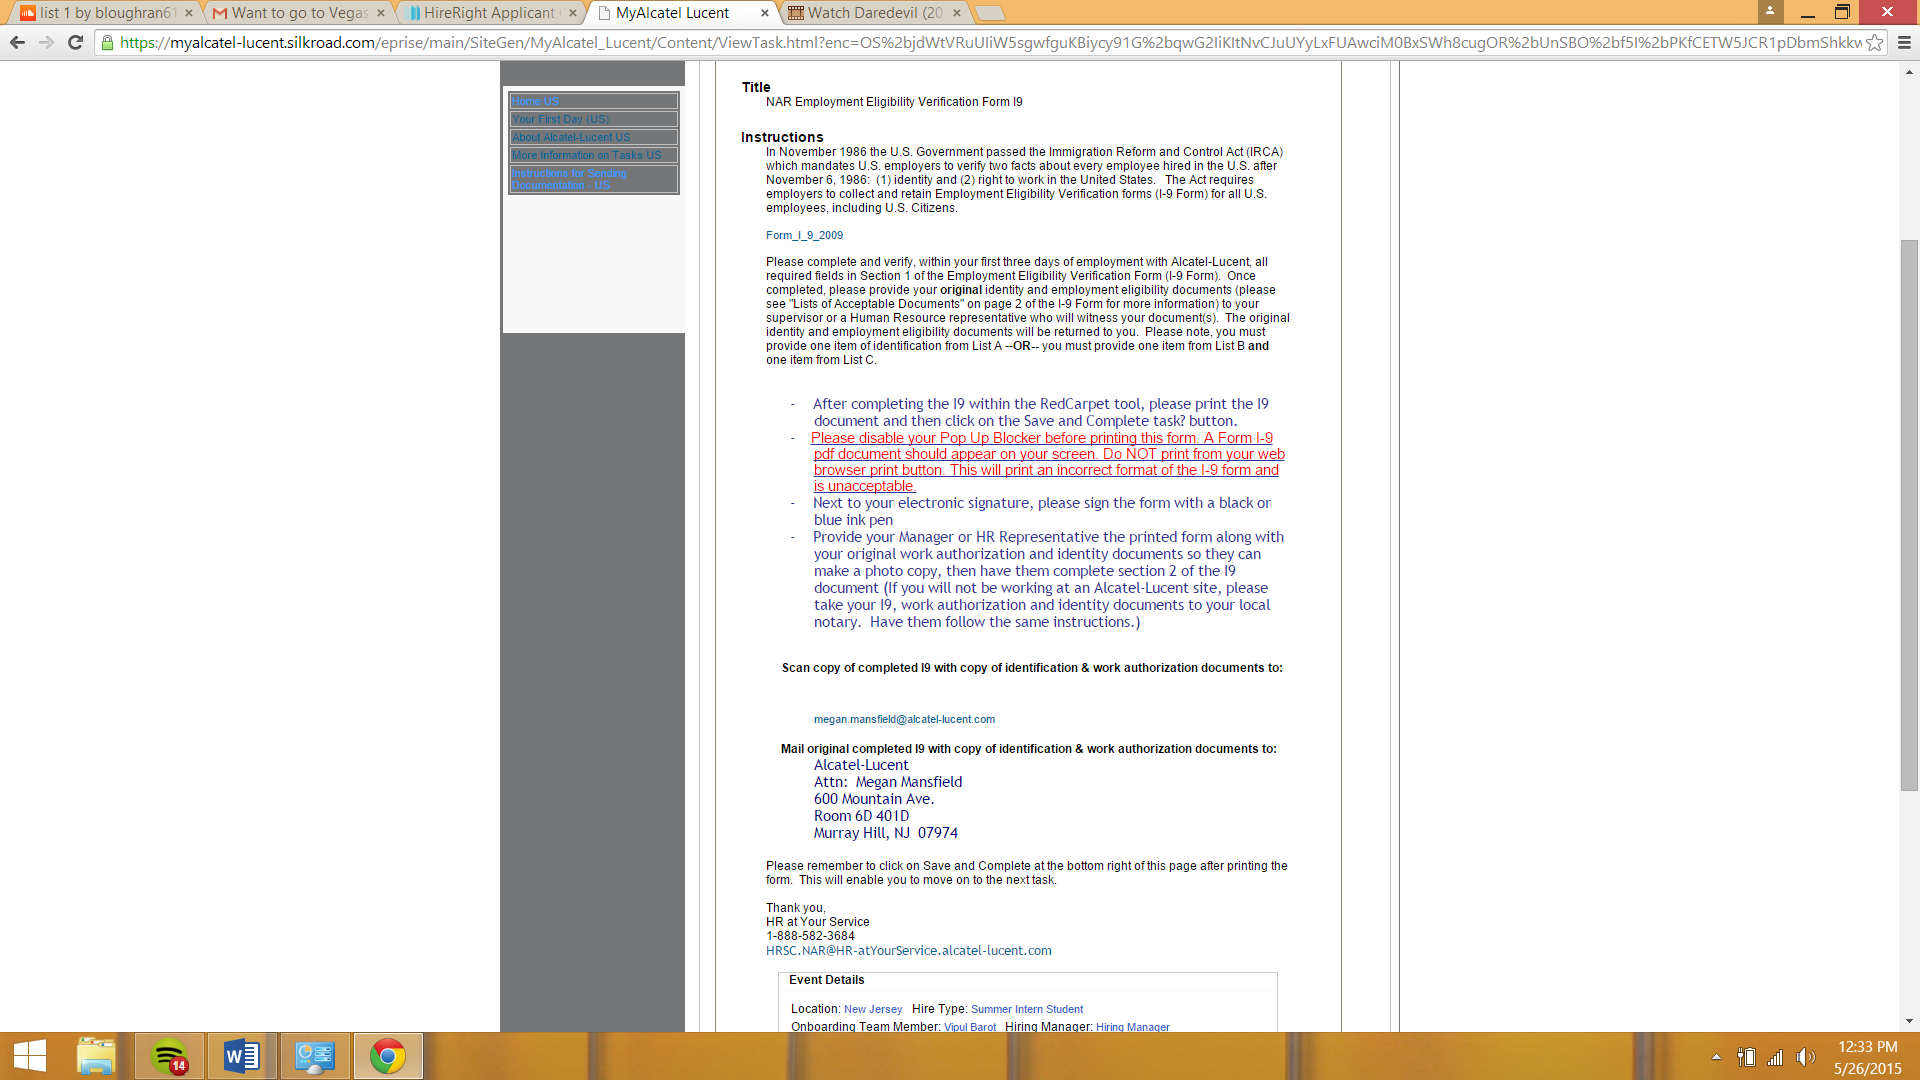 list 1 by bloughran61
Want to go to Vegas
HireRight Applicant
MyAlcatel Lucent
Watch Daredevil (20
https://myalcatel-lucent.silkroad.com/eprise/main/SiteGen/MyAlcatel_Lucent/Content/ViewTask.html?enc=
Home US
Your First Day (US)
About Alcatel-Lucent US
More Information on Tasks US
Instructions for Sending
Documentation - US
Title
NAR Employment Eligibility Verification Form I9
Instructions
In November 1986 the U.S. Government passed the Immigration Reform and Control Act (IRCA)
which mandates U.S. employers to verify two facts about every employee hired in the U.S. after
November 6, 1986:  (1) identity and (2) right to work in the United States.   The Act requires
employers to collect and retain Employment Eligibility Verification forms (I-9 Form) for all U.S.
employees, including U.S. Citizens.
Form_I_9_2009
Please complete and verify, within your first three days of employment with Alcatel-Lucent, all
required fields in Section 1 of the Employment Eligibility Verification Form (I-9 Form).  Once
completed, please provide your original identity and employment eligibility documents (please
see "Lists of Acceptable Documents" on page 2 of the I-9 Form for more information) to your
supervisor or a Human Resource representative who will witness your document(s).  The original
identity and employment eligibility documents will be returned to you.  Please note, you must
provide one item of identification from List A --OR-- you must provide one item from List B and
one item from List C.
- After completing the I9 within the RedCarpet tool, please print the I9
document and then click on the Save and Complete task? button.
- Please disable your Pop Up Blocker before printing this form. A Form I-9
pdf document should appear on your screen. Do NOT print from your web
browser print button. This will print an incorrect format of the I-9 form and
is unacceptable.
- Next to your electronic signature, please sign the form with a black or
blue ink pen
- Provide your Manager or HR Representative the printed form along with
your original work authorization and identity documents so they can
make a photo copy, then have them complete section 2 of the I9
document (If you will not be working at an Alcatel-Lucent site, please
take your I9, work authorization and identity documents to your local
notary.  Have them follow the same instructions.)
Scan copy of completed I9 with copy of identification & work authorization documents to:
megan.mansfield@alcatel-lucent.com
Mail original completed I9 with copy of identification & work authorization documents to:
Alcatel-Lucent
Attn:  Megan Mansfield
600 Mountain Ave.
Room 6D 401D
Murray Hill, NJ  07974
Please remember to click on Save and Complete at the bottom right of this page after printing the
form.  This will enable you to move on to the next task.
Thank you,
HR at Your Service
1-888-582-3684
HRSC.NAR@HR-atYourService.alcatel-lucent.com
Event Details
Location: New Jersey   Hire Type: Summer Intern Student
Onboarding Team Member: Vipul Barot   Hiring Manager: Hiring Manager
14
12:33 PM
5/26/2015